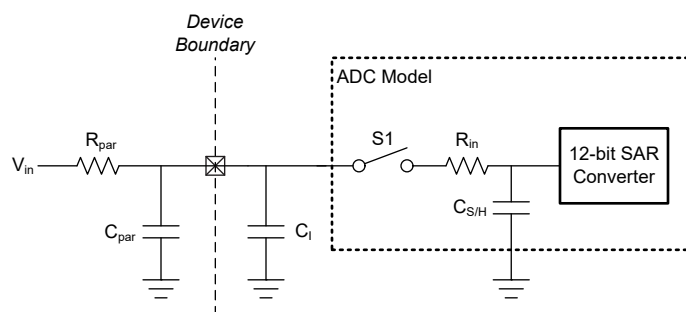 Device
Boundary
ADC Model
Rpar
S1
Rin
12-bit SAR
Converter
Vin
Cpar
CI
CS/H